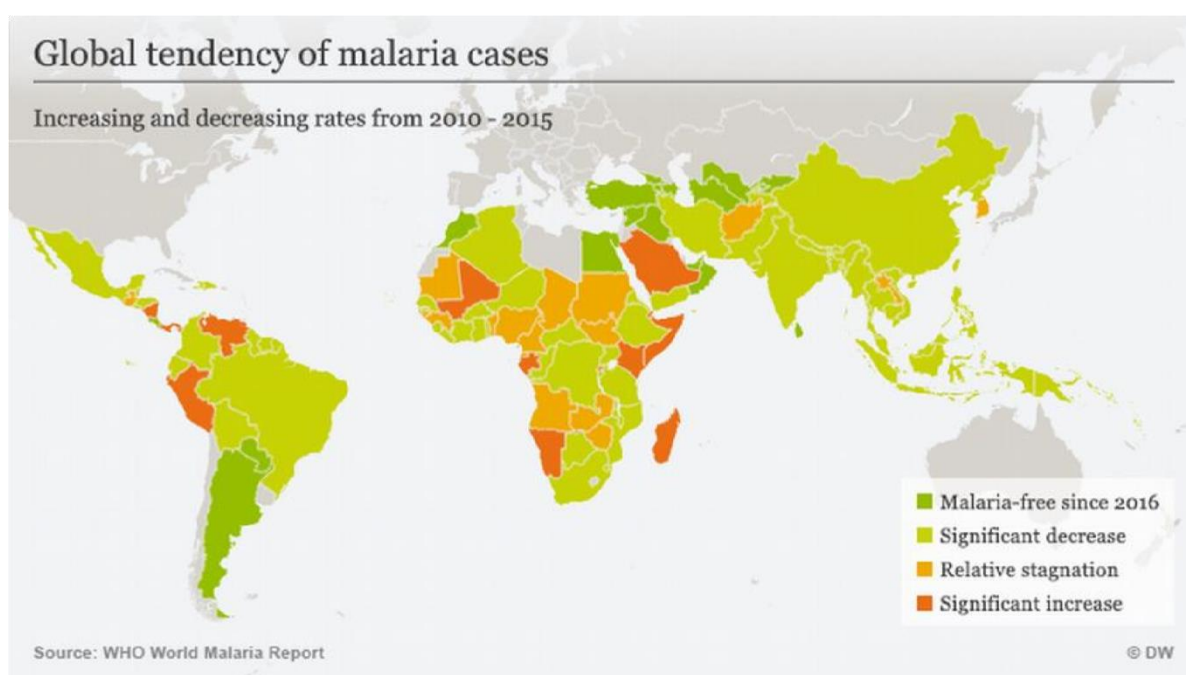 Global tendency of malaria cases
Increasing and decreasing rates from 2010 - 2015
Malaria-free since 2016
Significant decrease
Relative stagnation
Significant increase
Source: WHO World Malaria Report
© DW